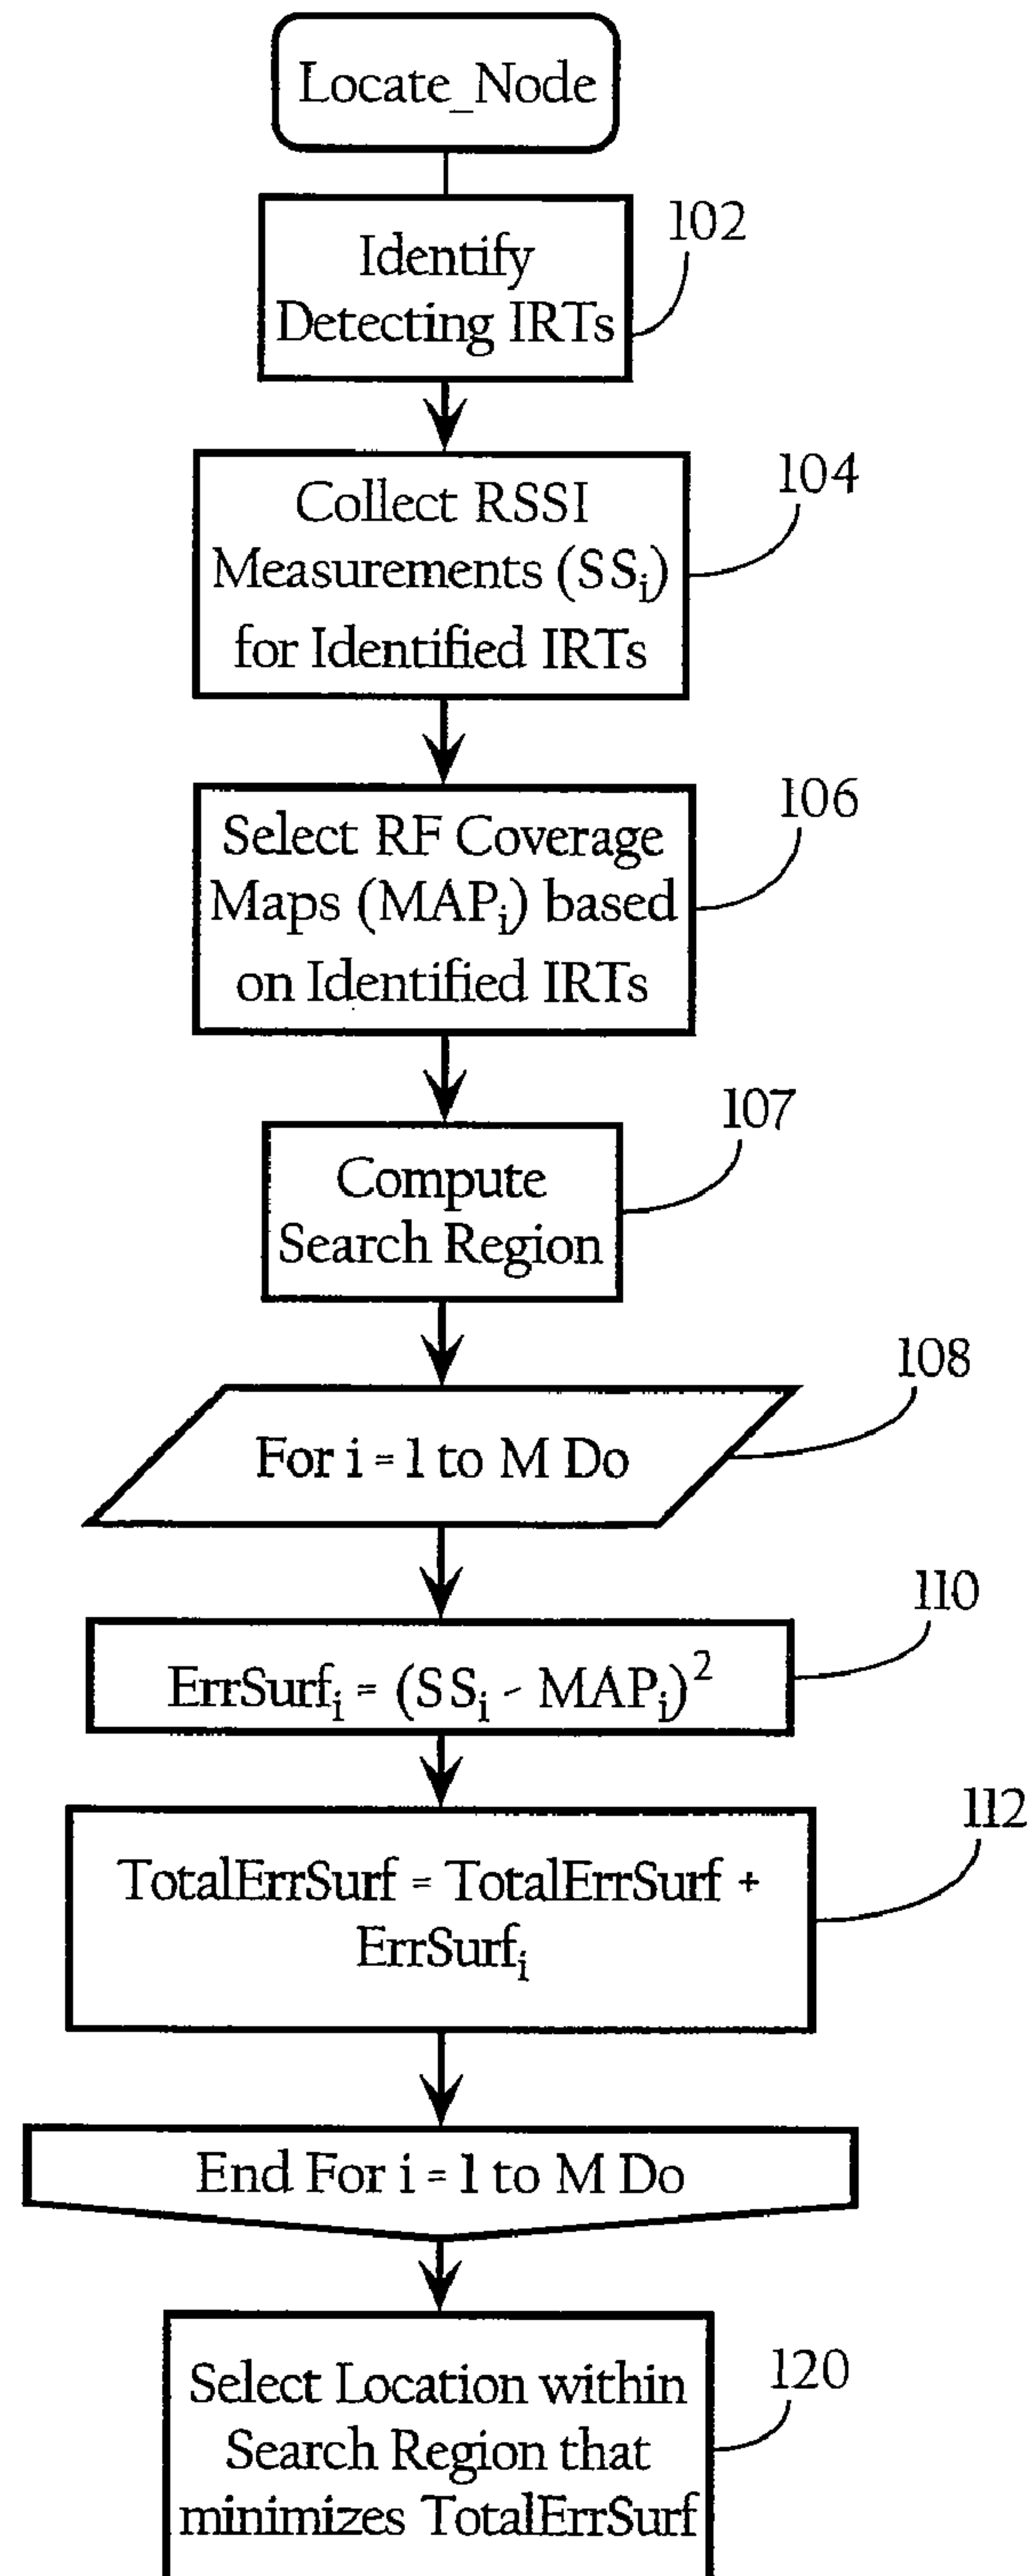 Locate_Node
102
Identify
Detecting IRTs
104
Collect RSSI
Measurements (SSi)
for Identified IRTs
106
Select RF Coverage
Maps (MAPi) based
on Identified IRTs
107
Compute
Search Region
108
For i = 1 to M Do
110
ErrSurfi = (SSi - MAPi)2
112
TotalErrSurf = TotalErrSurf +
ErrSurfi
End For i = 1 to M Do
120
Select Location within
Search Region that
minimizes TotalErrSurf